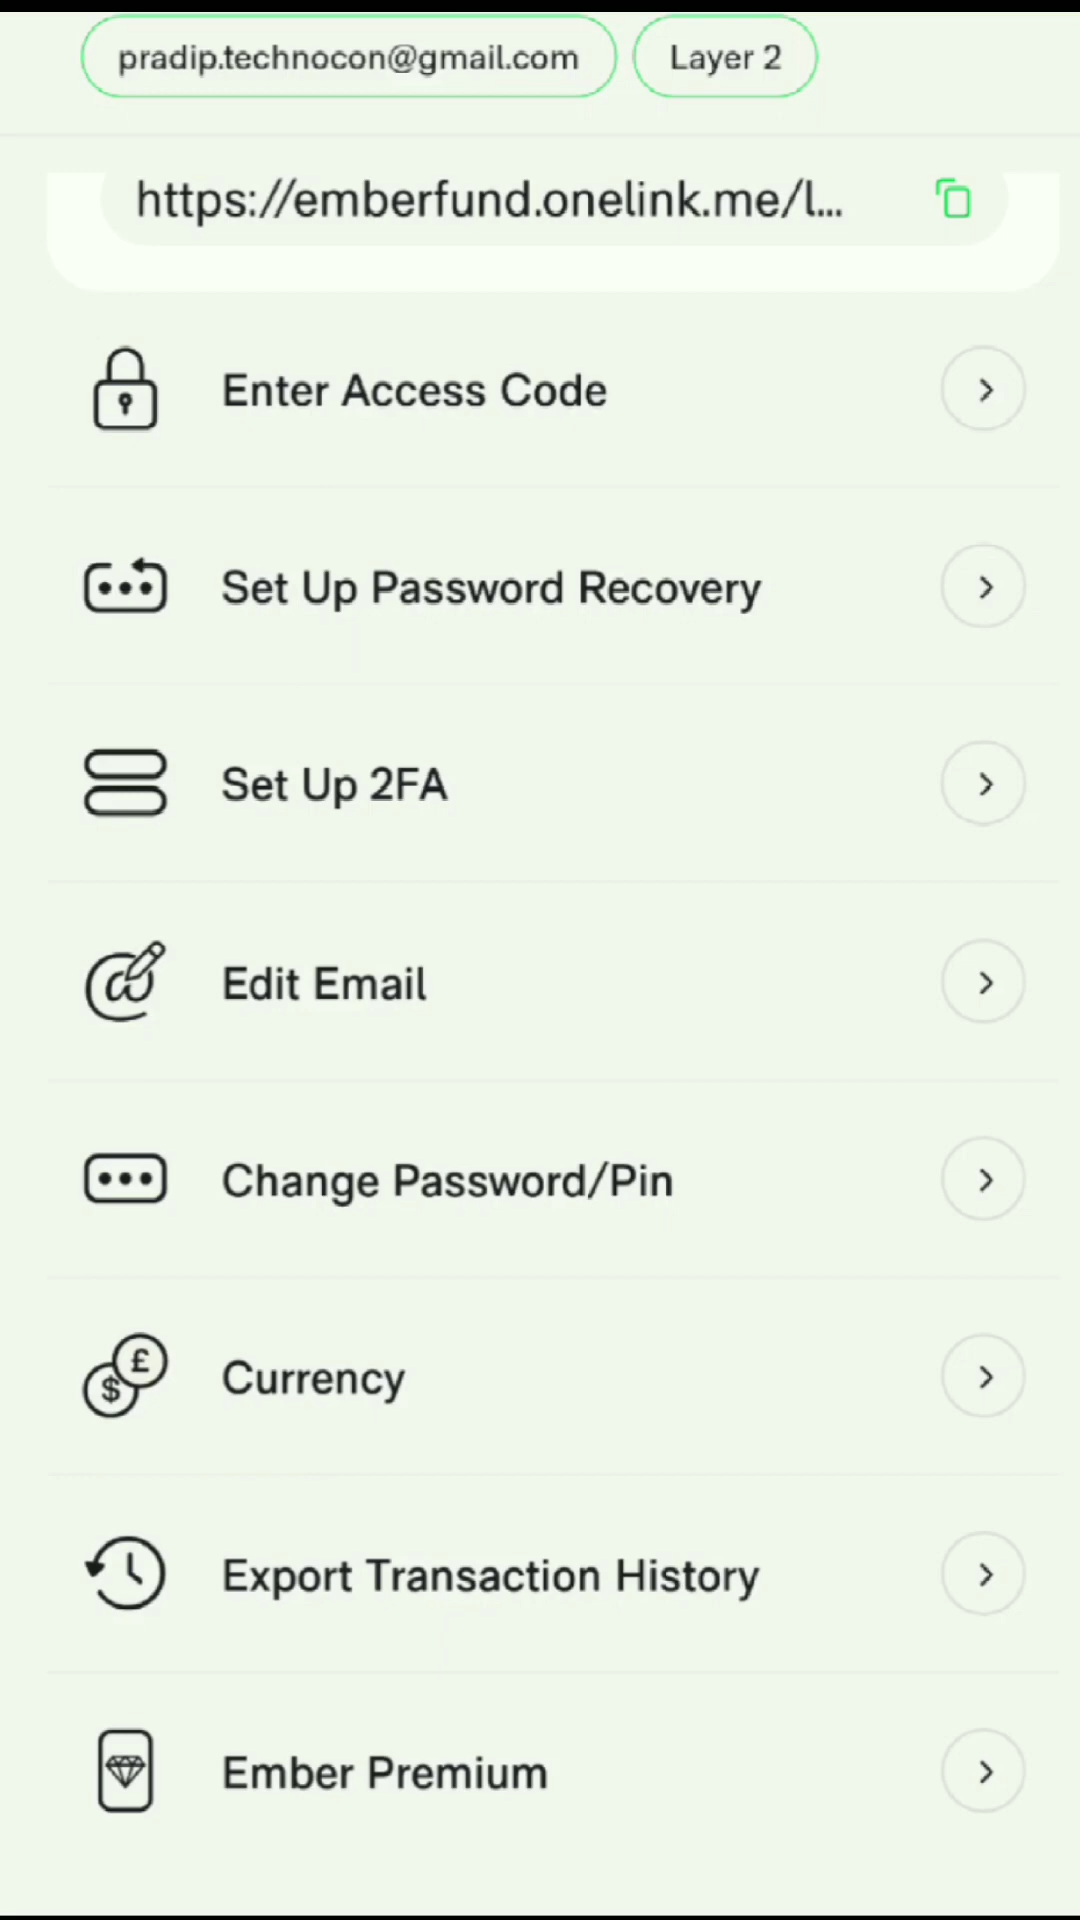 pradip.technocon@gmail.com Layer 2
https://emberfund.onelink.me/l...
Enter Access Code
Set Up Password Recovery
Set Up 2FA
Edit Email
Change Password/Pin
Currency
Export Transaction History
Ember Premium